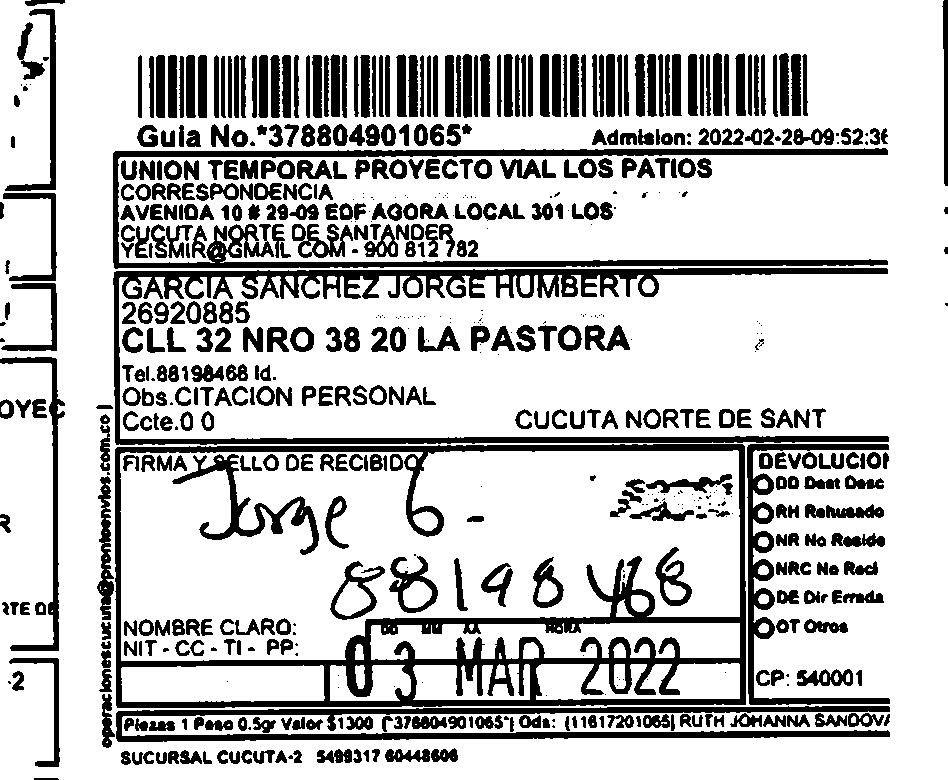 Guia No.*378804901065*
Admision: 2022-02-28-09:52:36
UNION TEMPORAL PROYECTO VIAL LOS PATIOS
CORRESPONDENCIA
AVENIDA 10 # 29-09 EDF AGORA LOCAL 301 LOS
CUCUTA NORTE DE SANTANDER
YEISMIR@GMAIL COM - 900 812 782
GARCIA SANCHEZ JORGE HUMBERTO
26920885
CLL 32 NRO 38 20 LA PASTORA
Tel.88198468 Id.
Obs.CITACION PERSONAL
Ccte.0 0
CUCUTA NORTE DE SANT
FIRMA Y SELLO DE RECIBIDO:
Jorge G-
88198468
NOMBRE CLARO:
NIT - CC - TI - PP:
DD MM AA HORA
03 MAR 2022
DEVOLUCION
DD Dest Desc
RH Rehusado
NR No Reside
NRC No Recl
DE Dir Errada
OT Otros
CP: 540001
Piezas 1 Peso 0.5gr Valor $1300 (*378804901065*) Ods: (11617201065) RUTH JOHANNA SANDOVA
SUCURSAL CUCUTA-2 5499317 60448606
operacionescucuta@prontoenvios.com.co |
OYEC
R
RTE DE
-2